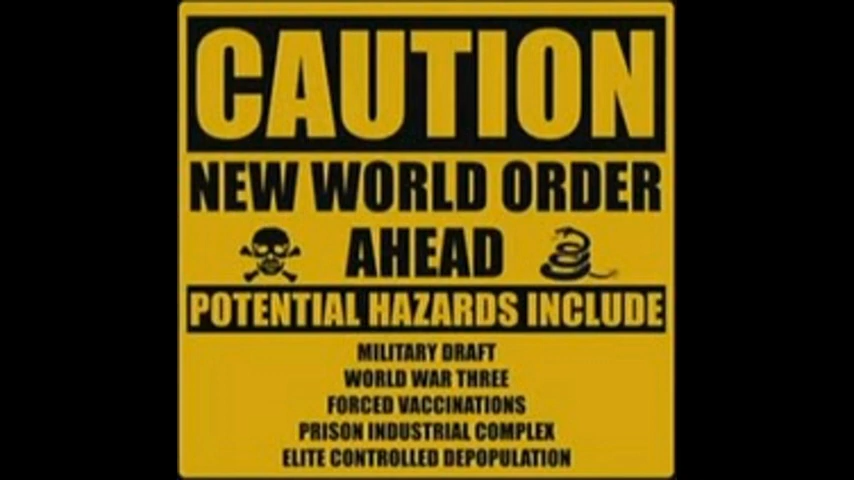 CAUTION
NEW WORLD ORDER
AHEAD
POTENTIAL HAZARDS INCLUDE
MILITARY DRAFT
WORLD WAR THREE
FORCED VACCINATIONS
PRISON INDUSTRIAL COMPLEX
ELITE CONTROLLED DEPOPULATION